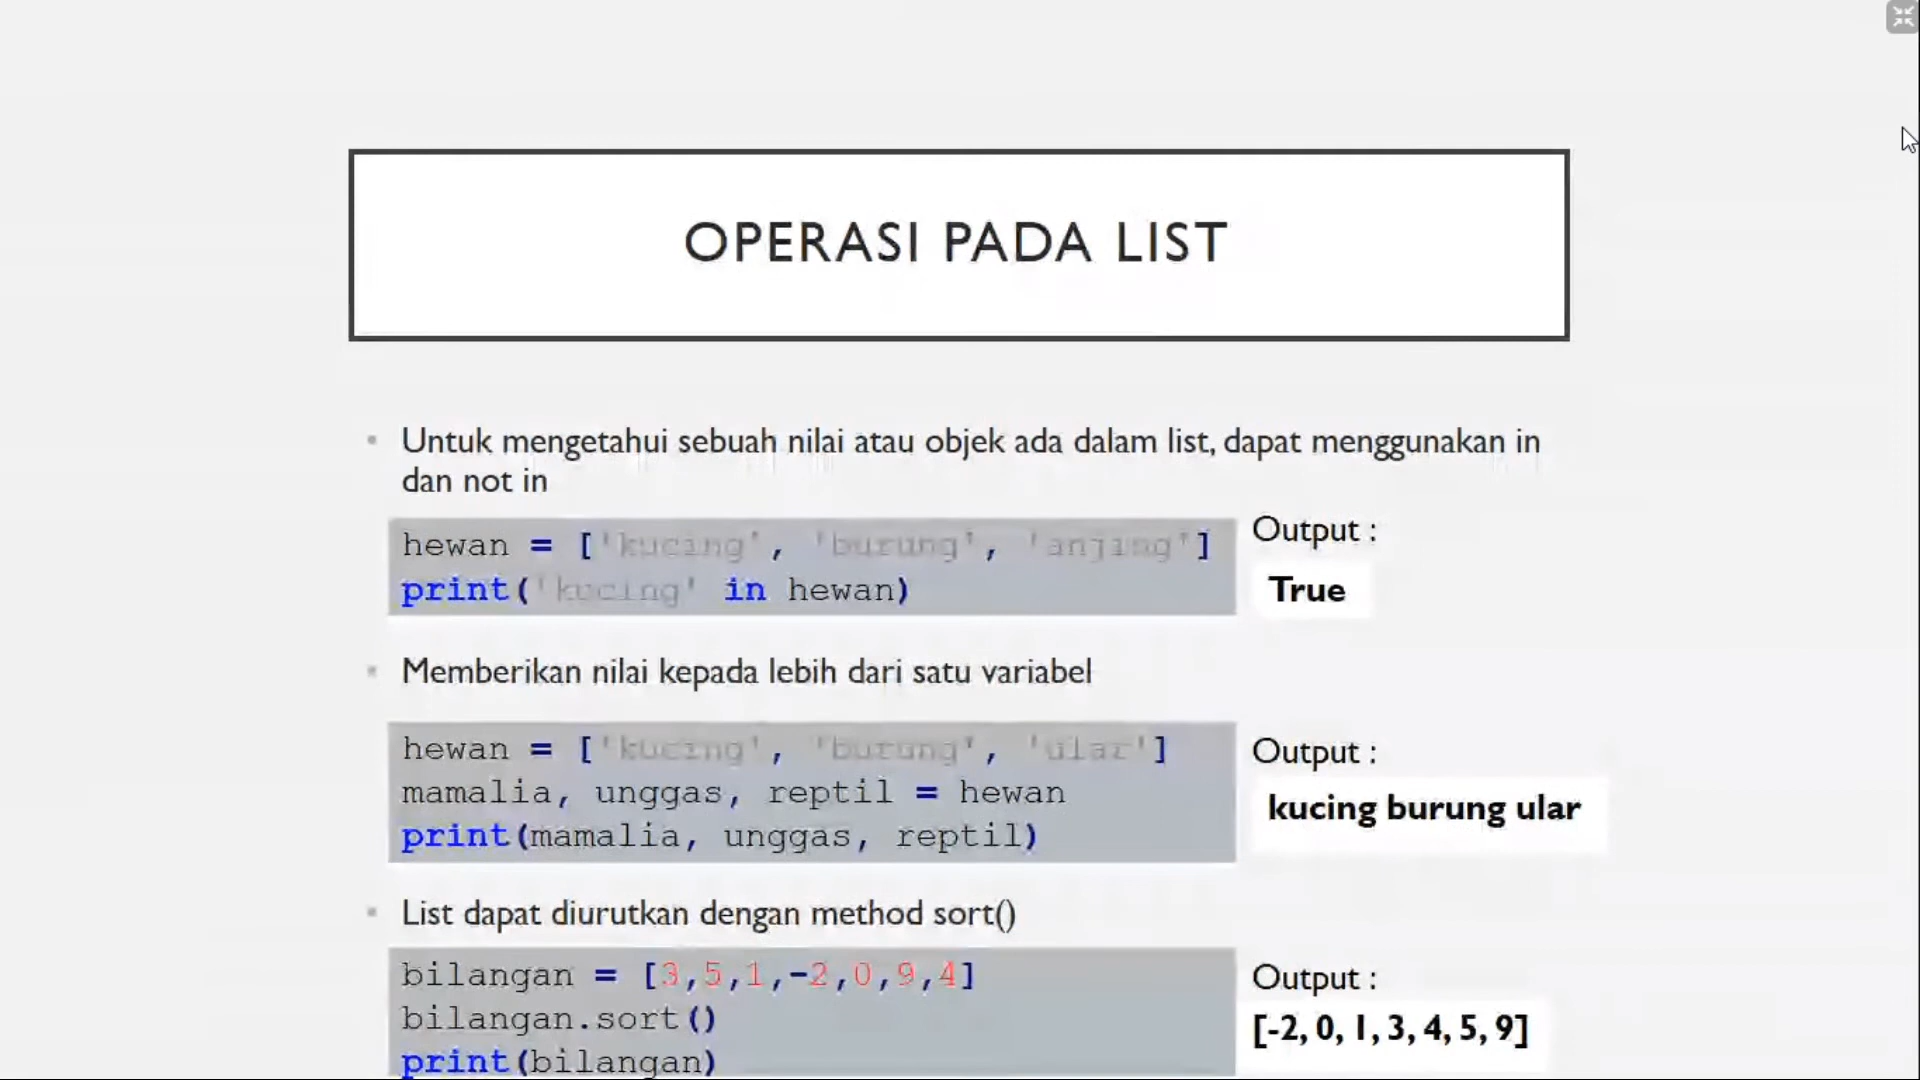 OPERASI PADA LIST
• Untuk mengetahui sebuah nilai atau objek ada dalam list, dapat menggunakan in
dan not in
hewan = ['kucing', 'burung', 'anjing']
print('kucing' in hewan)
Output :
True
• Memberikan nilai kepada lebih dari satu variabel
hewan = ['kucing', 'burung', 'ular']
mamalia, unggas, reptil = hewan
print(mamalia, unggas, reptil)
Output :
kucing burung ular
• List dapat diurutkan dengan method sort()
bilangan = [3,5,1,-2,0,9,4]
bilangan.sort()
print(bilangan)
Output :
[-2, 0, 1, 3, 4, 5, 9]